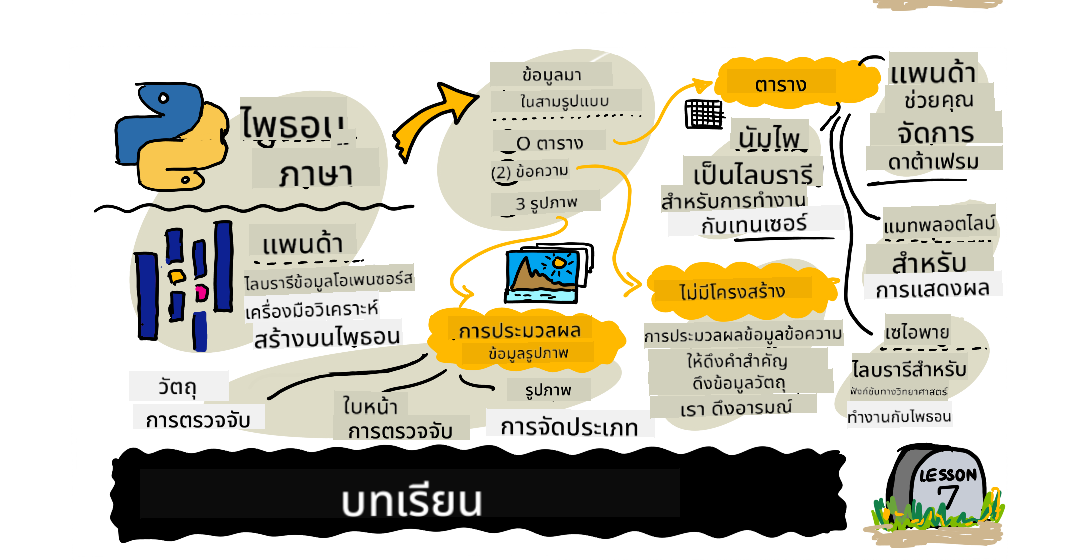 ไพธอน
ภาษา
แพนด้า
ไลบรารีข้อมูลโอเพนซอร์ส
เครื่องมือวิเคราะห์
สร้างบนไพธอน
ข้อมูลมา
ในสามรูปแบบ
O ตาราง
(2) ข้อความ
3 รูปภาพ
การประมวลผล
ข้อมูลรูปภาพ
วัตถุ
การตรวจจับ
ใบหน้า
การตรวจจับ
รูปภาพ
การจัดประเภท
ตาราง
นัมไพ
เป็นไลบรารี
สำหรับการทำงาน
กับเทนเซอร์
ไม่มีโครงสร้าง
การประมวลผลข้อมูลข้อความ
ให้ดึงคำสำคัญ
ดึงข้อมูลวัตถุ
เรา ดึงอารมณ์
แพนด้า
ช่วยคุณ
จัดการ
ดาต้าเฟรม
แมทพลอตไลบ์
สำหรับ
การแสดงผล
เซไอพาย
ไลบรารีสำหรับ
ฟังก์ชันทางวิทยาศาสตร์
ทำงานกับไพธอน
บทเรียน
LESSON
7